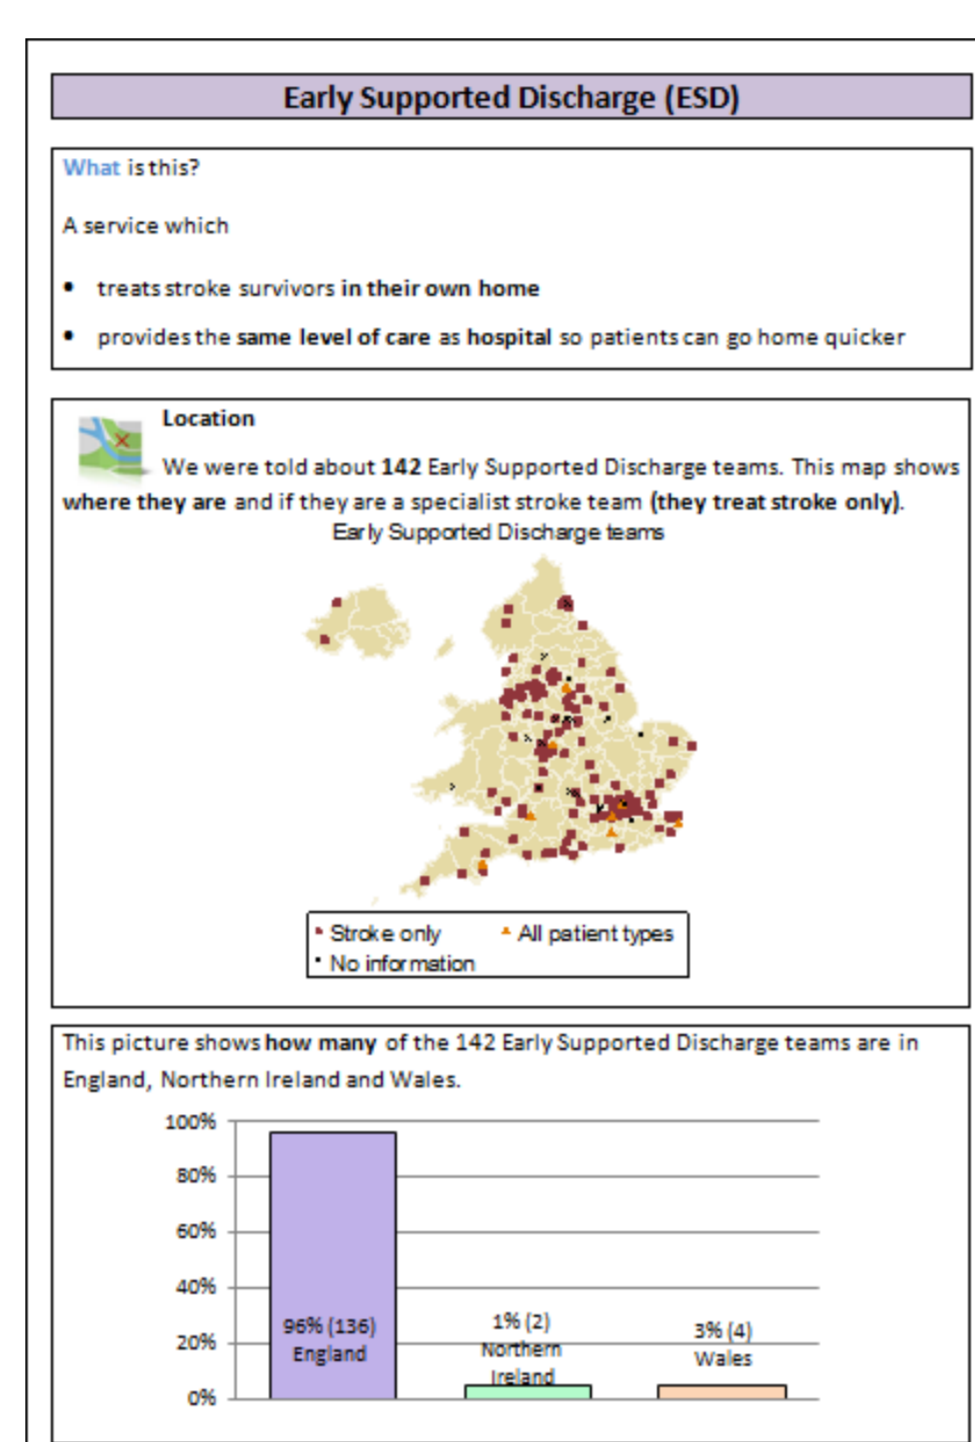 Early Supported Discharge (ESD)
What is this?
A service which
• treats stroke survivors in their own home
• provides the same level of care as hospital so patients can go home quicker
Location
We were told about 142 Early Supported Discharge teams. This map shows
where they are and if they are a specialist stroke team (they treat stroke only).
Early Supported Discharge teams
Stroke only
All patient types
No information
This picture shows how many of the 142 Early Supported Discharge teams are in
England, Northern Ireland and Wales.
100%
80%
60%
40%
20%
0%
96% (136)
England
1% (2)
Northern
Ireland
3% (4)
Wales